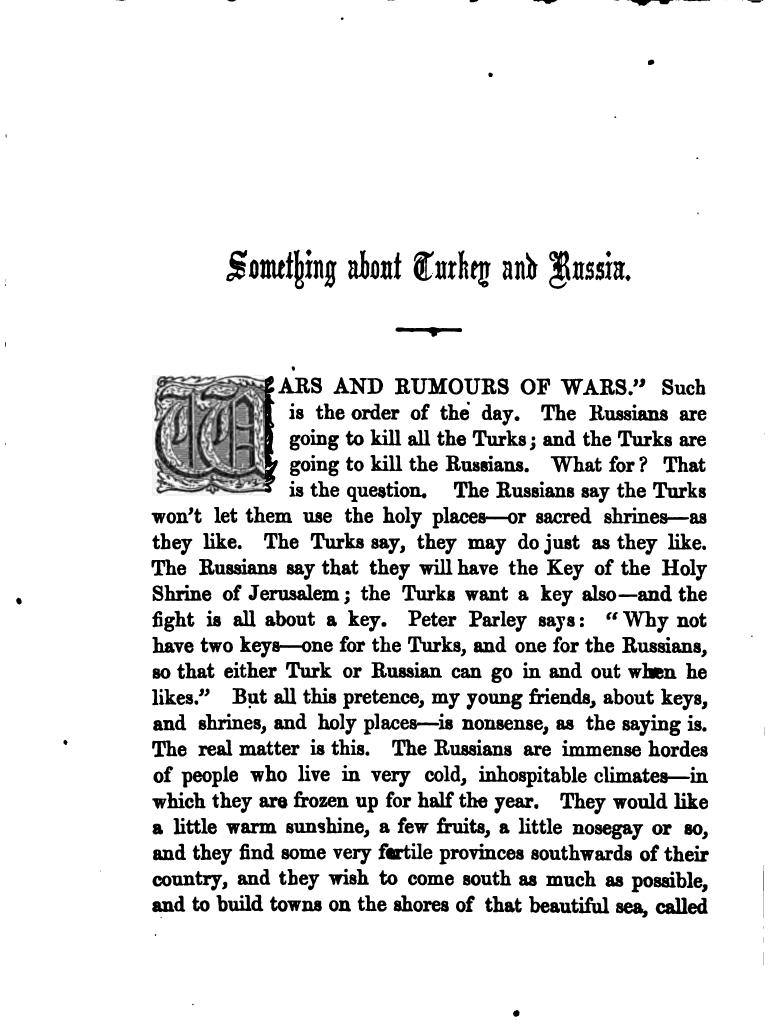 Something about Turkey and Russia.
WARS AND RUMOURS OF WARS." Such
is the order of the day. The Russians are
going to kill all the Turks; and the Turks are
going to kill the Russians. What for? That
is the question. The Russians say the Turks
won't let them use the holy places—or sacred shrines—as
they like. The Turks say, they may do just as they like.
The Russians say that they will have the Key of the Holy
Shrine of Jerusalem; the Turks want a key also—and the
fight is all about a key. Peter Parley says: "Why not
have two keys—one for the Turks, and one for the Russians,
so that either Turk or Russian can go in and out when he
likes." But all this pretence, my young friends, about keys,
and shrines, and holy places—is nonsense, as the saying is.
The real matter is this. The Russians are immense hordes
of people who live in very cold, inhospitable climates—in
which they are frozen up for half the year. They would like
a little warm sunshine, a few fruits, a little nosegay or so,
and they find some very fertile provinces southwards of their
country, and they wish to come south as much as possible,
and to build towns on the shores of that beautiful sea, called